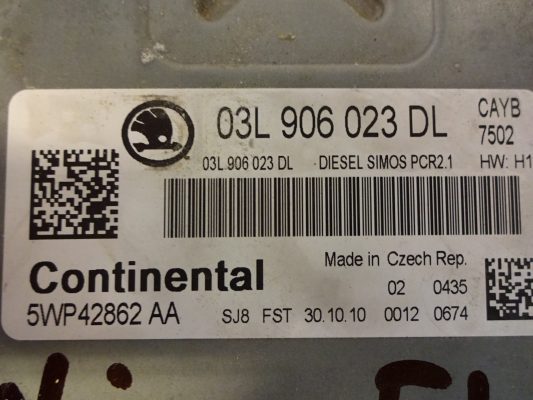 03L 906 023 DL CAYB
7502
03L 906 023 DL DIESEL SIMOS PCR2.1 HW: H1
Continental Made in Czech Rep.
02 0435
5WP42862 AA SJ8 FST 30.10.10 0012 0674